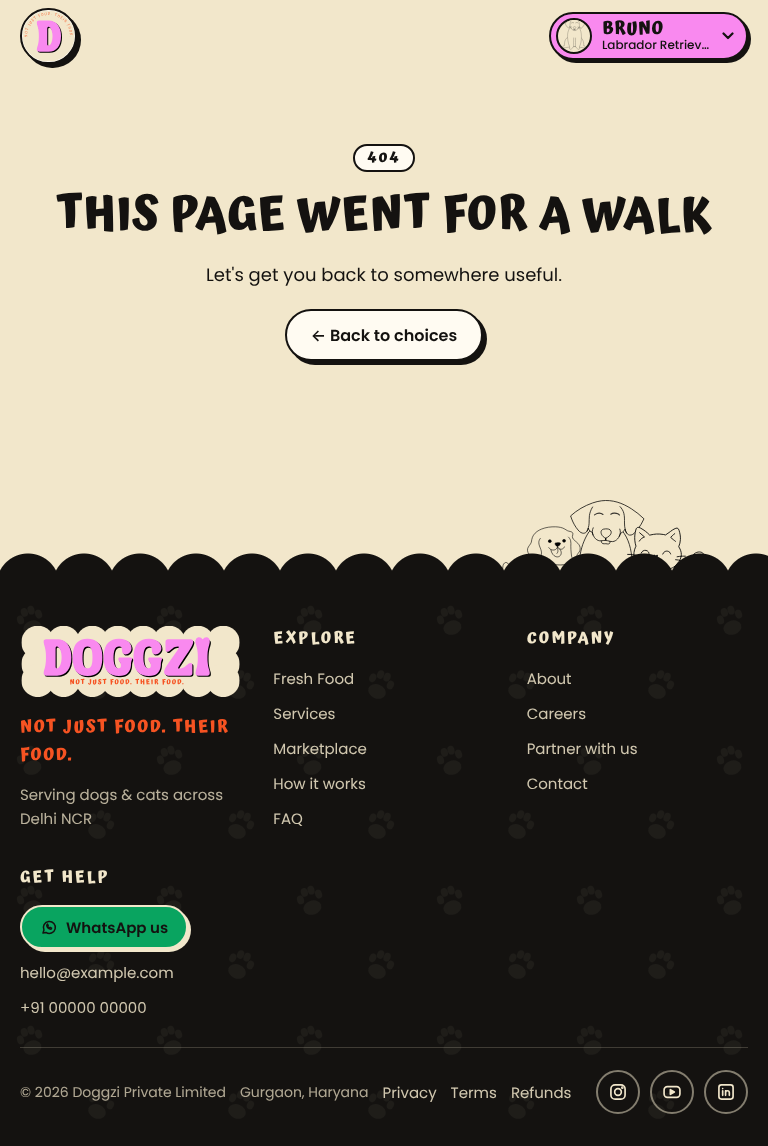 D
BRUNO
Labrador Retriev...
404
THIS PAGE WENT FOR A WALK
Let's get you back to somewhere useful.
← Back to choices
DOGGZI
NOT JUST FOOD. THEIR FOOD.
NOT JUST FOOD. THEIR
FOOD.
Serving dogs & cats across
Delhi NCR
EXPLORE
Fresh Food
Services
Marketplace
How it works
FAQ
COMPANY
About
Careers
Partner with us
Contact
GET HELP
WhatsApp us
hello@example.com
+91 00000 00000
© 2026 Doggzi Private Limited Gurgaon, Haryana Privacy Terms Refunds